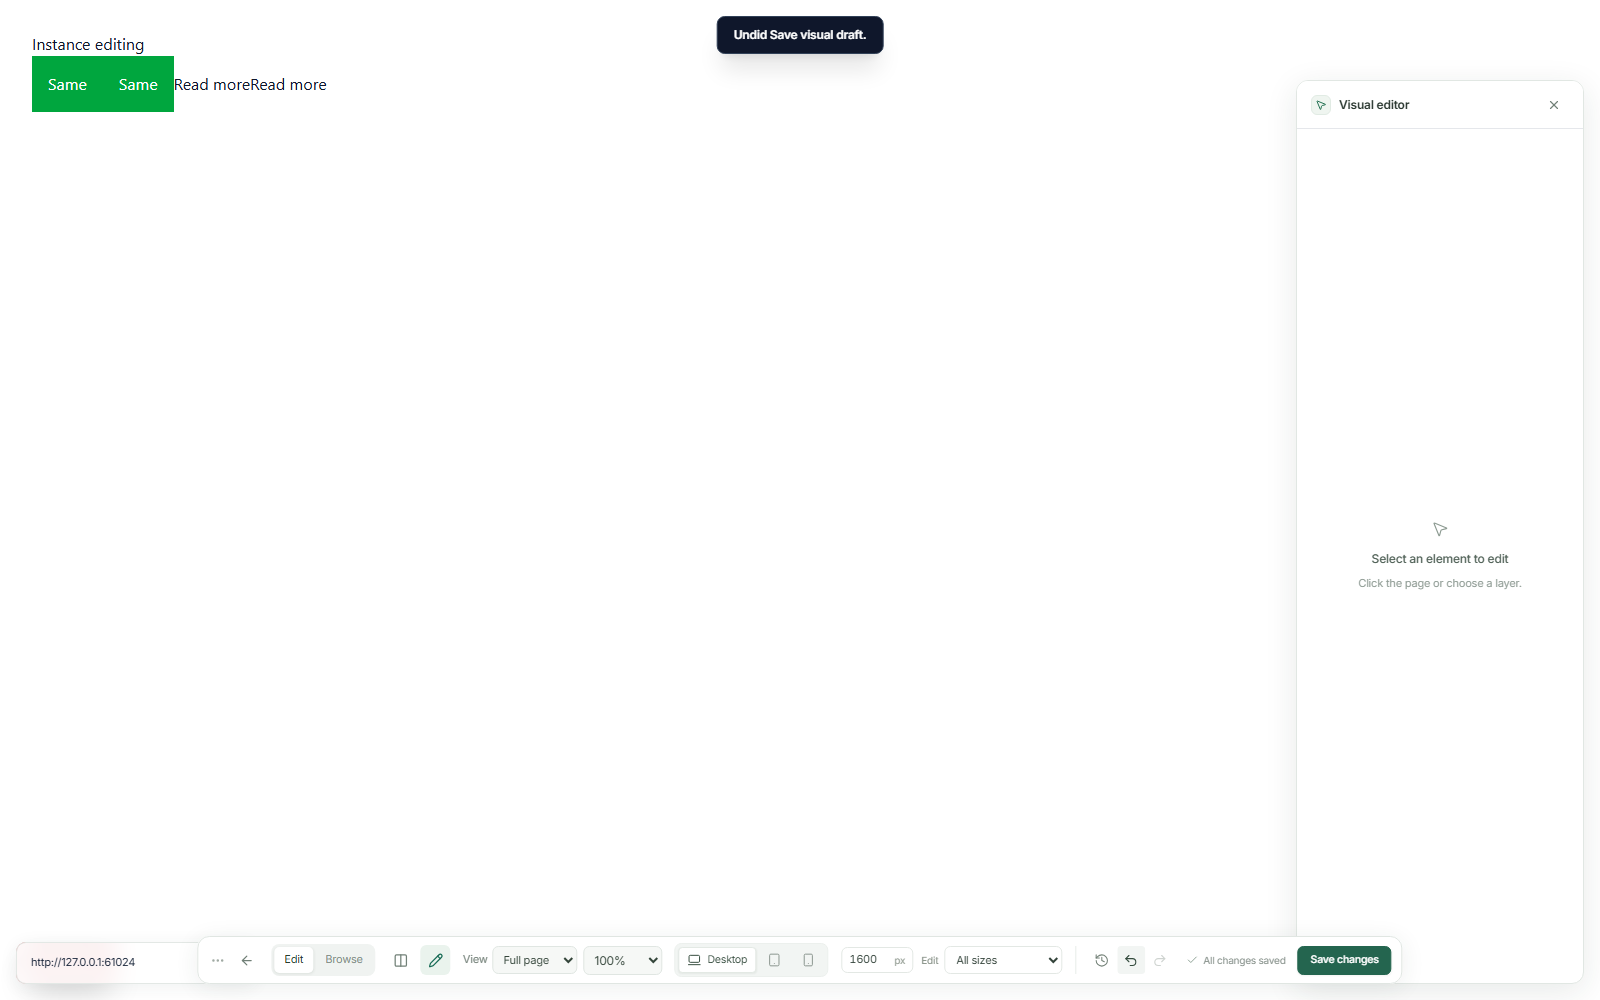 Undid Save visual draft.
Instance editing
Same Same Read moreRead more
Visual editor
Select an element to edit
Click the page or choose a layer.
http://127.0.0.1:61024
Edit Browse View Full page 100% Desktop 1600 px Edit All sizes All changes saved Save changes